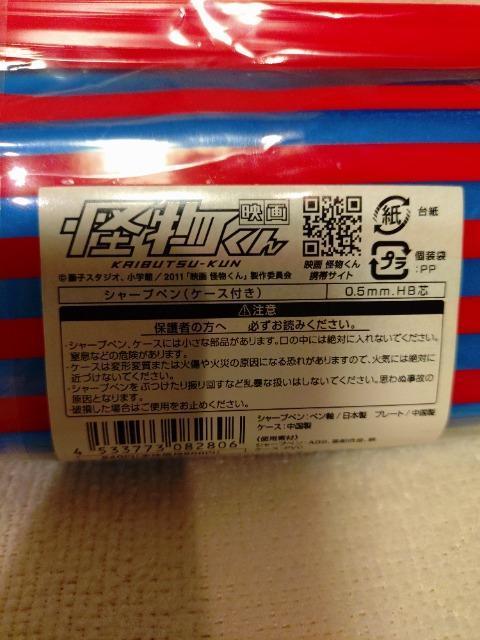 映画
怪物くん
KAIBUTSU-KUN
©藤子スタジオ、小学館/2011「映画 怪物くん」製作委員会
映画 怪物くん
携帯サイト
紙
台紙
プラ
個装袋
:PP
シャープペン(ケース付き)
0.5mm.HB芯
⚠注意
保護者の方へ 必ずお読みください。
・シャープペン、ケースには小さな部品があります。口の中には絶対に入れないでください。
窒息などの危険があります。
・ケースは変形変質または火傷や火災の原因になる恐れがありますので、火気には絶対に
近づけないでください。
・シャープペンをぶつけたり振り回すなど乱暴な扱いはしないでください。思わぬ事故の
原因となります。
・破損した場合はご使用をお止めください。
シャープペン:ペン軸/日本製 プレート/中国製
ケース:中国製
4 533773 082806
〈使用素材〉